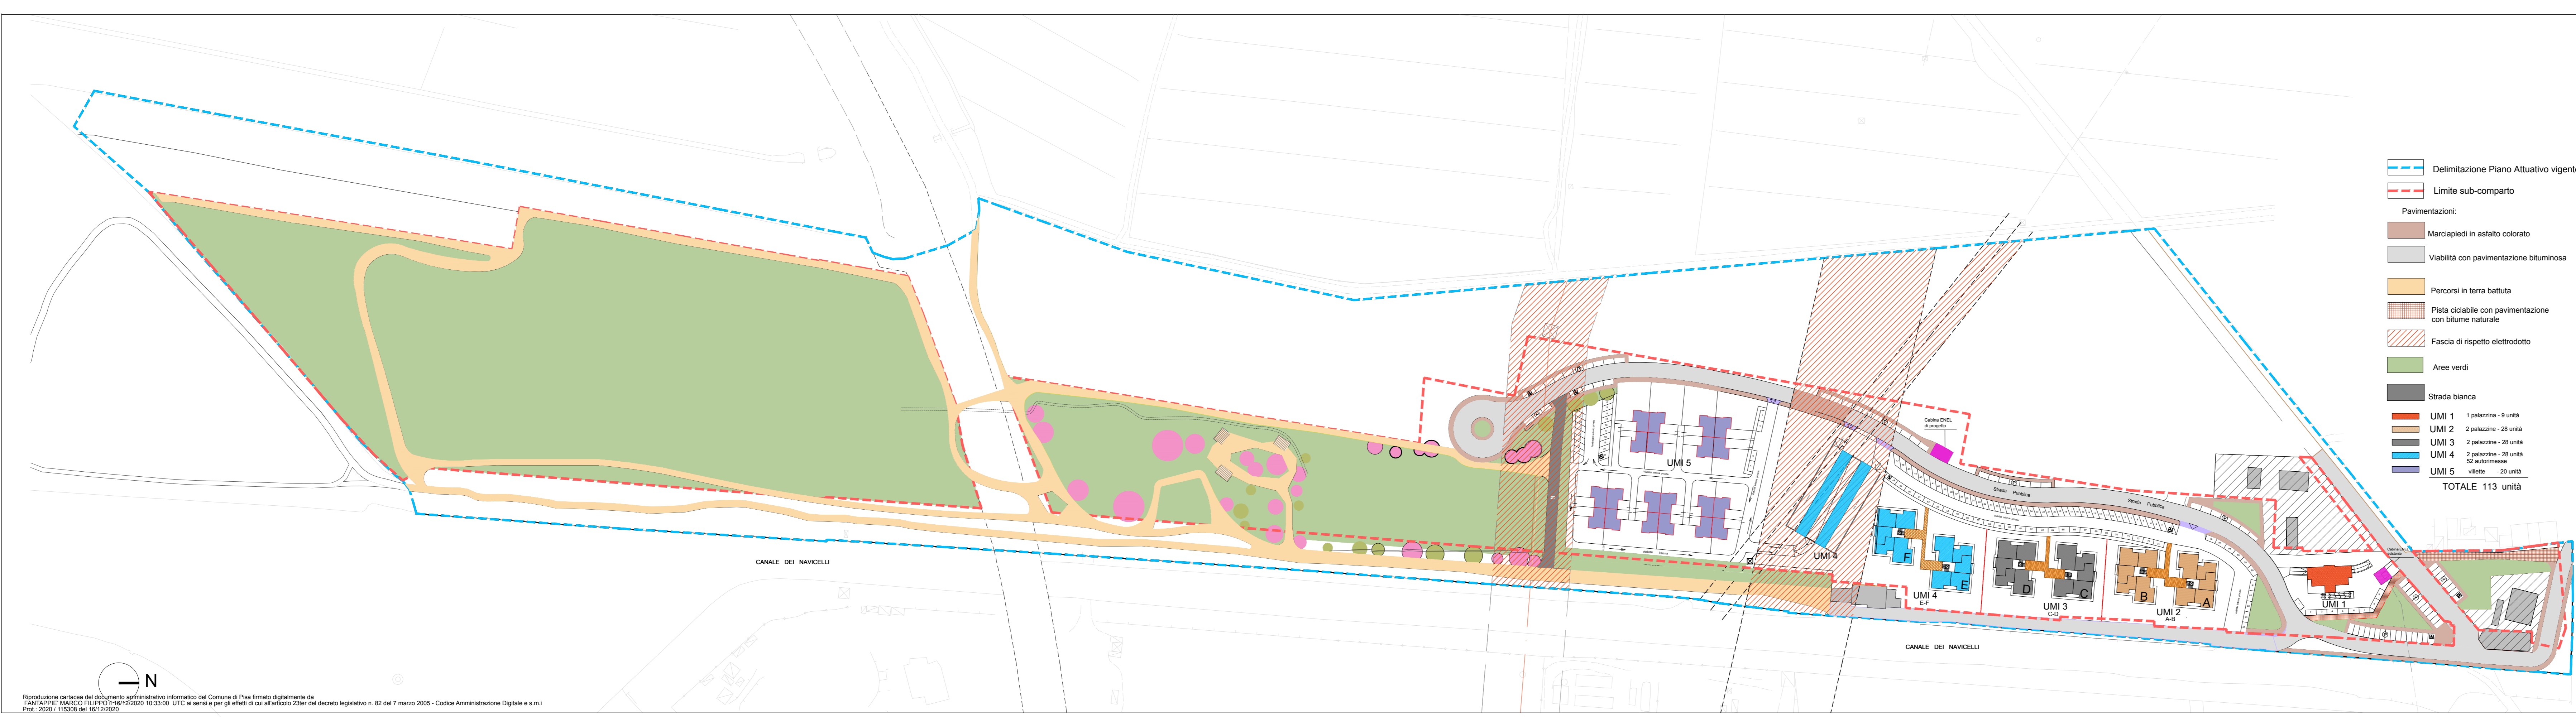 Delimitazione Piano Attuativo vigent
Limite sub-comparto
Pavimentazioni:
Marciapiedi in asfalto colorato
Viabilità con pavimentazione bituminosa
Percorsi in terra battuta
Pista ciclabile con pavimentazione
con bitume naturale
Fascia di rispetto elettrodotto
Aree verdi
Strada bianca
UMI 1 1 palazzina - 9 unità
UMI 2 2 palazzine - 28 unità
UMI 3 2 palazzine - 28 unità
UMI 4 2 palazzine - 28 unità
52 autorimesse
UMI 5 villette - 20 unità
TOTALE 113 unità
Cabina ENEL
di progetto
UMI 5
Strada Pubblica
Strada Pubblica
UMI 4
F
E
UMI 4
E-F
D
C
UMI 3
C-D
B
A
UMI 2
A-B
UMI 1
CANALE DEI NAVICELLI
CANALE DEI NAVICELLI
N
Riproduzione cartacea del documento amministrativo informatico del Comune di Pisa firmato digitalmente da
FANTAPPIE' MARCO FILIPPO il 16/12/2020 10:33:00 UTC ai sensi e per gli effetti di cui all'articolo 23ter del decreto legislativo n. 82 del 7 marzo 2005 - Codice Amministrazione Digitale e s.m.i
Prot.: 2020 / 115308 del 16/12/2020